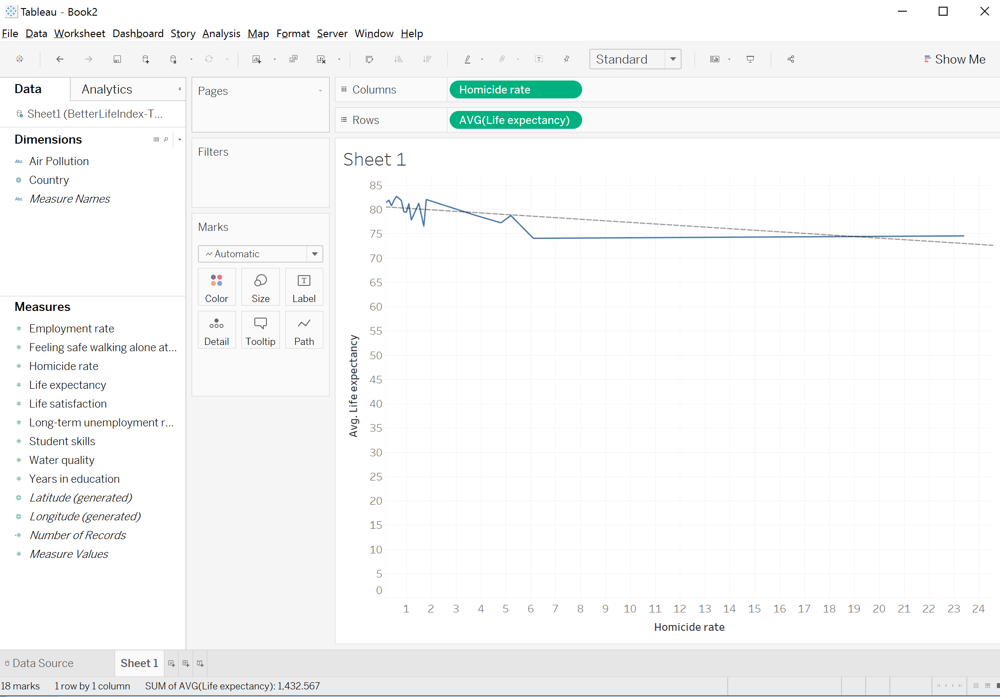 Tableau - Book2
File Data Worksheet Dashboard Story Analysis Map Format Server Window Help
Standard
Show Me
Data Analytics
Sheet1 (BetterLifeIndex-T...
Dimensions
Abc Air Pollution
Country
Abc Measure Names
Measures
Employment rate
Feeling safe walking alone at...
Homicide rate
Life expectancy
Life satisfaction
Long-term unemployment r...
Student skills
Water quality
Years in education
Latitude (generated)
Longitude (generated)
Number of Records
Measure Values
Pages
Filters
Marks
Automatic
Color Size Label
Detail Tooltip Path
Columns Homicide rate
Rows AVG(Life expectancy)
Sheet 1
Avg. Life expectancy
85
80
75
70
65
60
55
50
45
40
35
30
25
20
15
10
5
0
1 2 3 4 5 6 7 8 9 10 11 12 13 14 15 16 17 18 19 20 21 22 23 24
Homicide rate
Data Source Sheet 1
18 marks 1 row by 1 column SUM of AVG(Life expectancy): 1,432.567